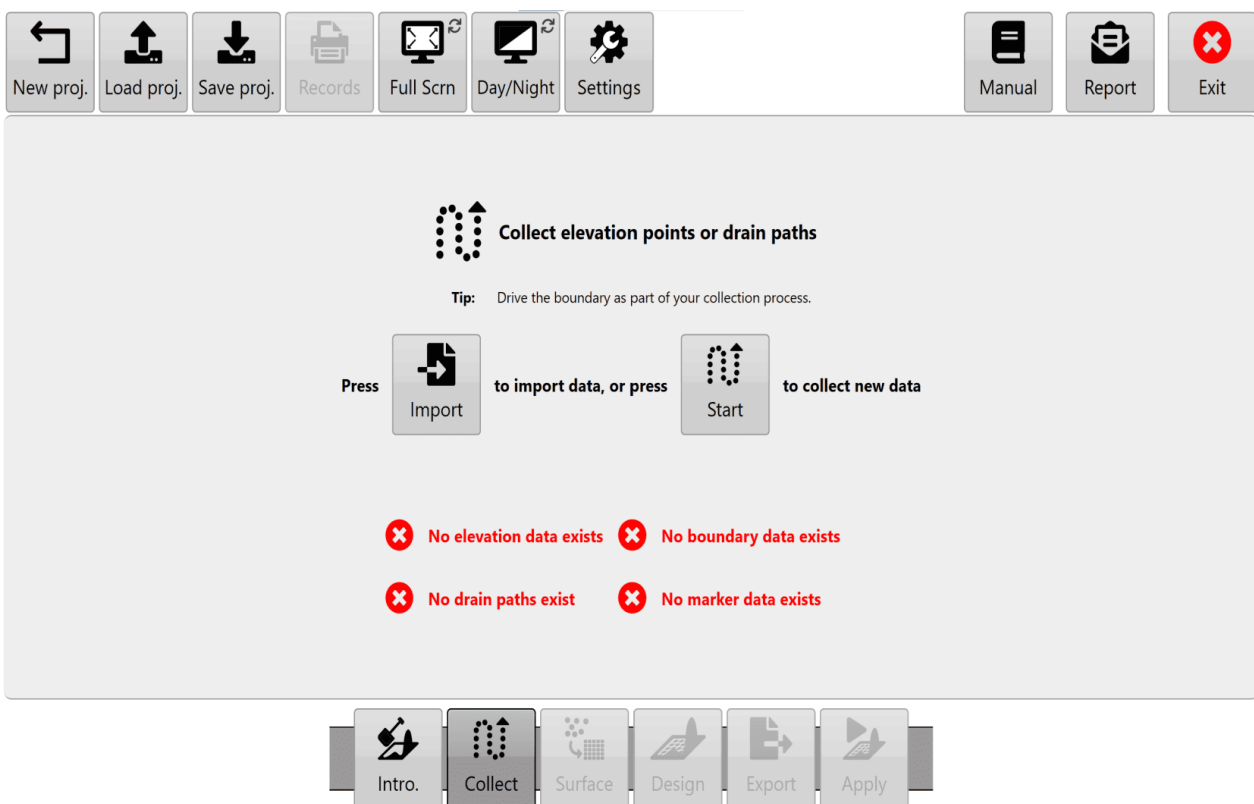 New proj. Load proj. Save proj. Records Full Scrn Day/Night Settings Manual Report Exit
Collect elevation points or drain paths
Tip: Drive the boundary as part of your collection process.
Press Import to import data, or press Start to collect new data
No elevation data exists No boundary data exists
No drain paths exist No marker data exists
Intro. Collect Surface Design Export Apply